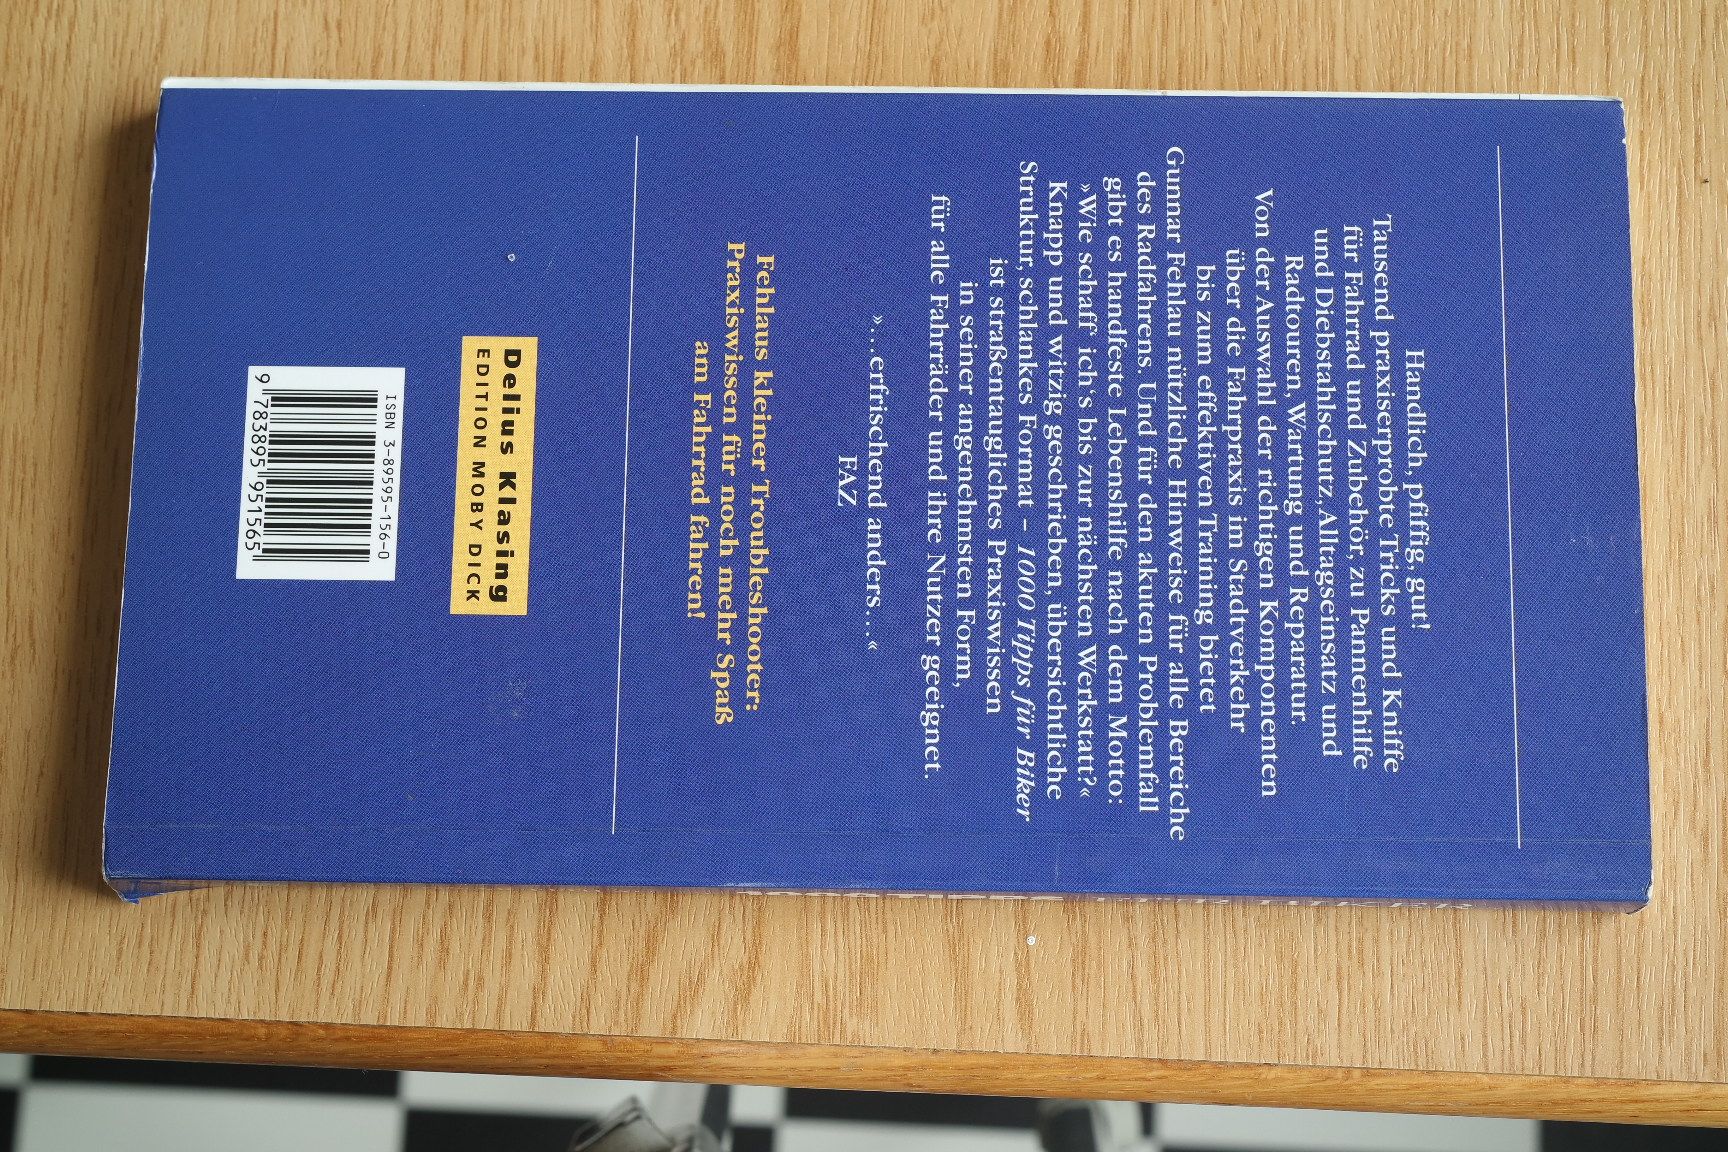 Handlich, pfiffig, gut!
Tausend praxiserprobte Tricks und Kniffe
für Fahrrad und Zubehör, zu Pannenhilfe
und Diebstahlschutz, Alltagseinsatz und
Radtouren, Wartung und Reparatur.
Von der Auswahl der richtigen Komponenten
über die Fahrpraxis im Stadtverkehr
bis zum effektiven Training bietet
Gunnar Fehlau nützliche Hinweise für alle Bereiche
des Radfahrens. Und für den akuten Problemfall
gibt es handfeste Lebenshilfe nach dem Motto:
»Wie schaff' ich's bis zur nächsten Werkstatt?«
Knapp und witzig geschrieben, übersichtliche
Struktur, schlankes Format – 1000 Tipps für Biker
ist straßentaugliches Praxiswissen
in seiner angenehmsten Form,
für alle Fahrräder und ihre Nutzer geeignet.
»…erfrischend anders…«
FAZ
Fehlaus kleiner Troubleshooter:
Praxiswissen für noch mehr Spaß
am Fahrrad fahren!
Delius Klasing
EDITION MOBY DICK
ISBN 3-89595-156-0
9 783895 951565